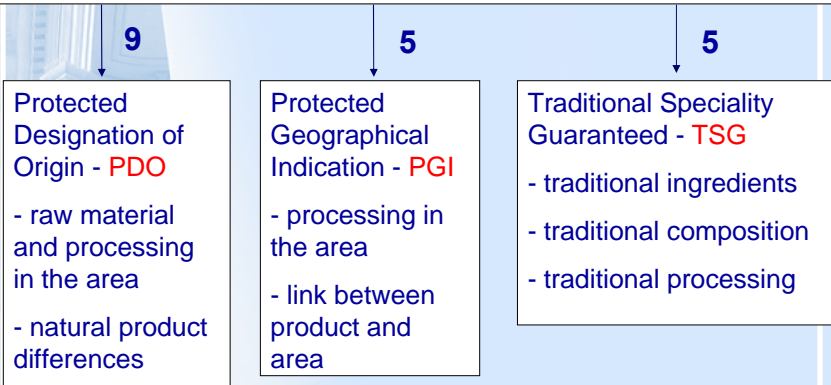 9
Protected
Designation of
Origin - PDO
- raw material
and processing
in the area
- natural product
differences
5
Protected
Geographical
Indication - PGI
- processing in
the area
- link between
product and
area
5
Traditional Speciality
Guaranteed - TSG
- traditional ingredients
- traditional composition
- traditional processing